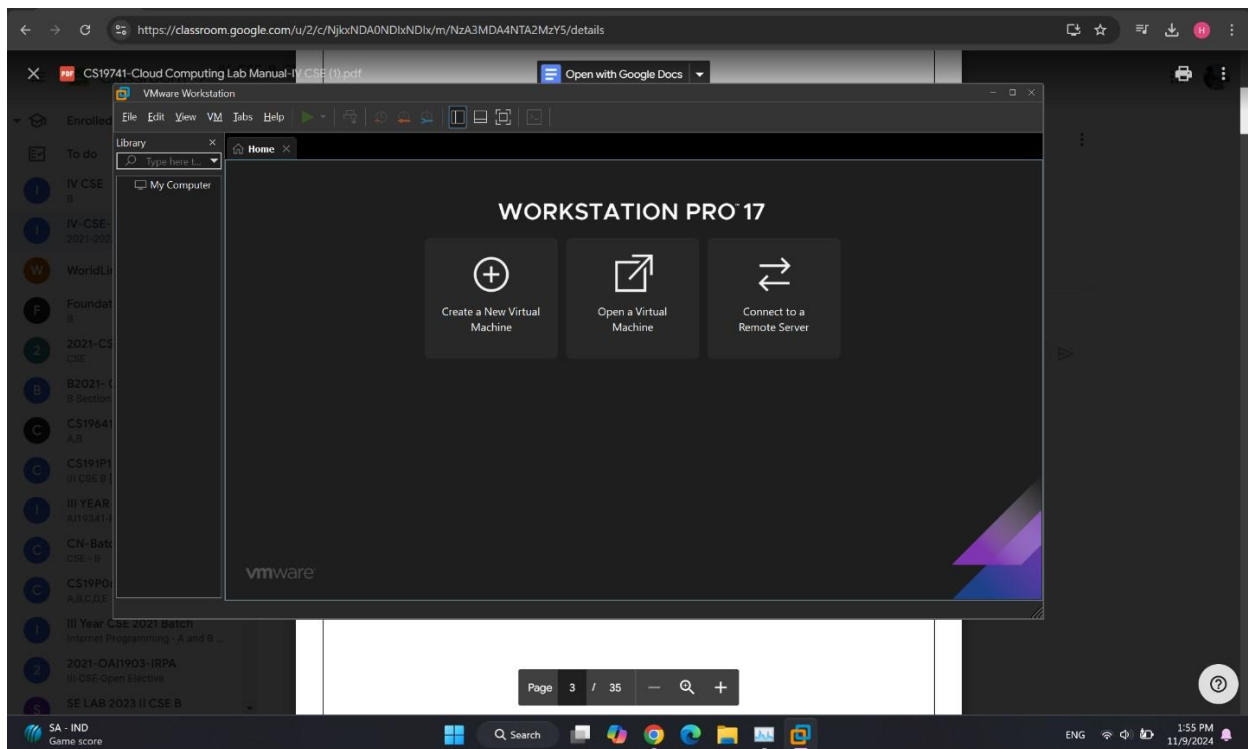 https://classroom.google.com/u/2/c/NjkxNDA0NDIxNDIx/m/NzA3MDA4NTA2MzY5/details
H
PDF CS19741-Cloud Computing Lab Manual-IV CSE (1).pdf
Open with Google Docs
VMware Workstation
File Edit View VM Tabs Help
Library
Type here t...
Home
My Computer
WORKSTATION PRO™ 17
Create a New Virtual
Machine
Open a Virtual
Machine
Connect to a
Remote Server
vmware
Enrolled
To do
I
IV CSE
B
I
IV-CSE-
2021-202
W
WorldLi
F
Foundat
B
2
2021-CS
CSE
B
B2021- C
B Section
C
CS19641
A,B
C
CS191P1
III CSE B [
I
III YEAR
AI19341-
C
CN-Batc
CSE - B
C
CS19P0
A,B,C,D,E
I
III Year CSE 2021 Batch
Internet Programming - A and B ...
2
2021-OAI1903-IRPA
III-CSE-Open Elective
S
SE LAB 2023 II CSE B
Page 3 / 35
SA - IND
Game score
Search
ENG
1:55 PM
11/9/2024